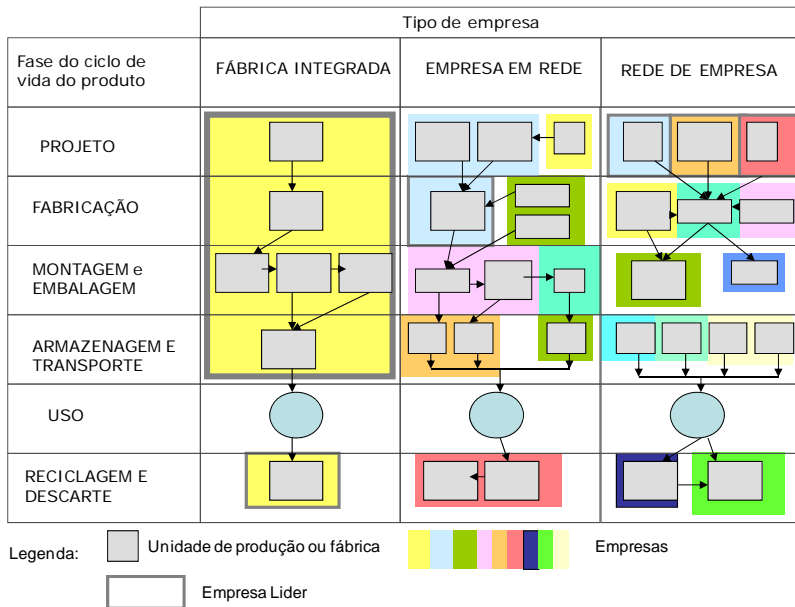 Tipo de empresa
Fase do ciclo de
vida do produto
FÁBRICA INTEGRADA
EMPRESA EM REDE
REDE DE EMPRESA
PROJETO
FABRICAÇÃO
MONTAGEM e
EMBALAGEM
ARMAZENAGEM E
TRANSPORTE
USO
RECICLAGEM E
DESCARTE
Legenda:
Unidade de produção ou fábrica
Empresas
Empresa Lider